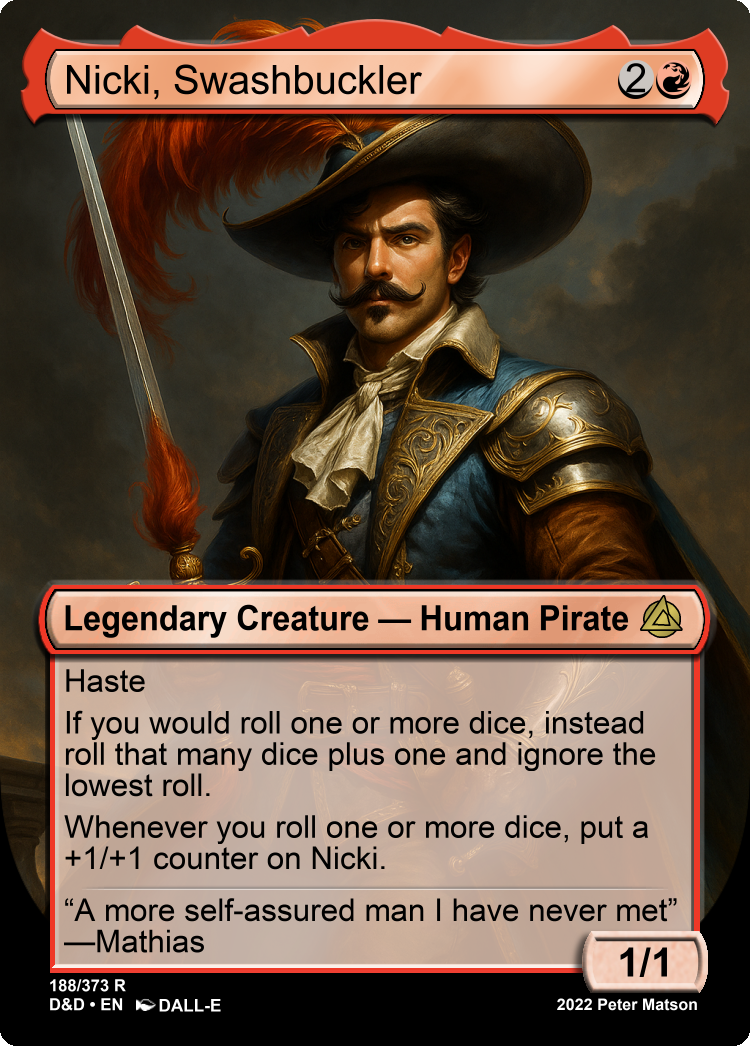 Nicki, Swashbuckler 2
Legendary Creature — Human Pirate
Haste
If you would roll one or more dice, instead
roll that many dice plus one and ignore the
lowest roll.
Whenever you roll one or more dice, put a
+1/+1 counter on Nicki.
“A more self-assured man I have never met”
—Mathias
1/1
188/373 R
D&D • EN DALL-E
2022 Peter Matson